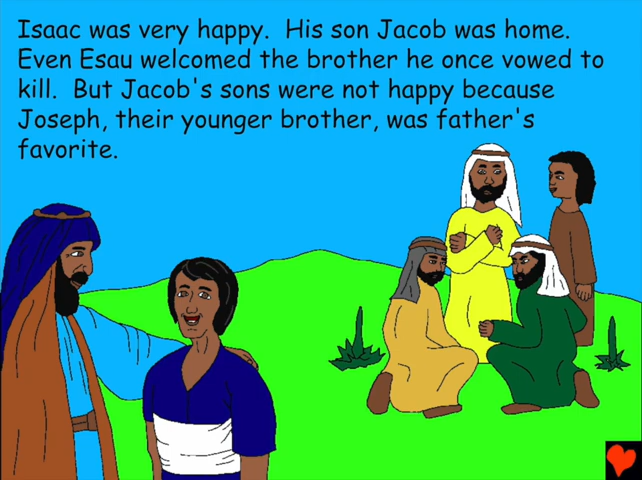 Isaac was very happy.  His son Jacob was home.
Even Esau welcomed the brother he once vowed to
kill.  But Jacob's sons were not happy because
Joseph, their younger brother, was father's
favorite.